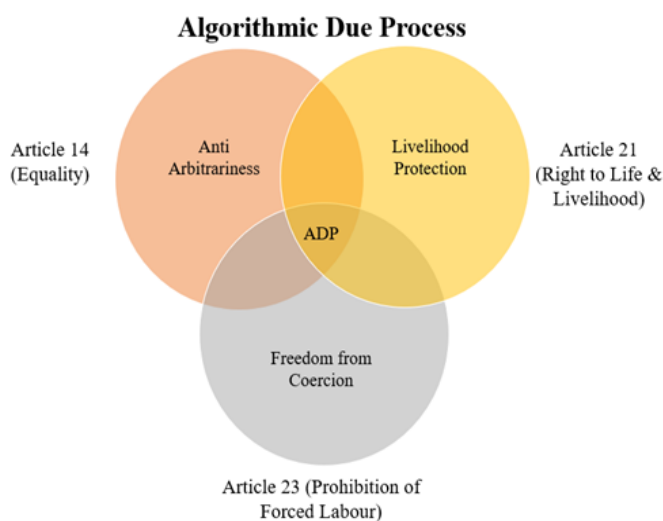 Algorithmic Due Process
Article 14
(Equality)
Anti
Arbitrariness
Livelihood
Protection
Article 21
(Right to Life &
Livelihood)
ADP
Freedom from
Coercion
Article 23 (Prohibition of
Forced Labour)